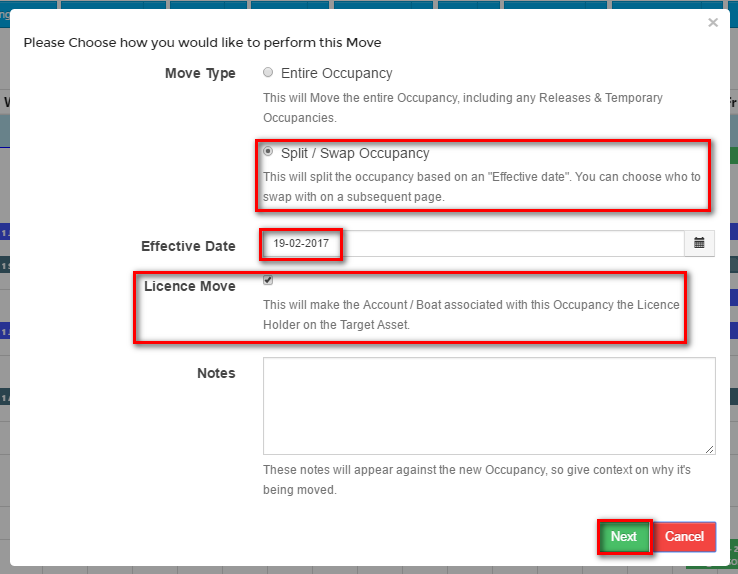 ×
Please Choose how you would like to perform this Move
Move Type
Entire Occupancy
This will Move the entire Occupancy, including any Releases & Temporary
Occupancies.
Split / Swap Occupancy
This will split the occupancy based on an "Effective date". You can choose who to
swap with on a subsequent page.
Effective Date
19-02-2017
Licence Move
This will make the Account / Boat associated with this Occupancy the Licence
Holder on the Target Asset.
Notes
These notes will appear against the new Occupancy, so give context on why it's
being moved.
Next
Cancel